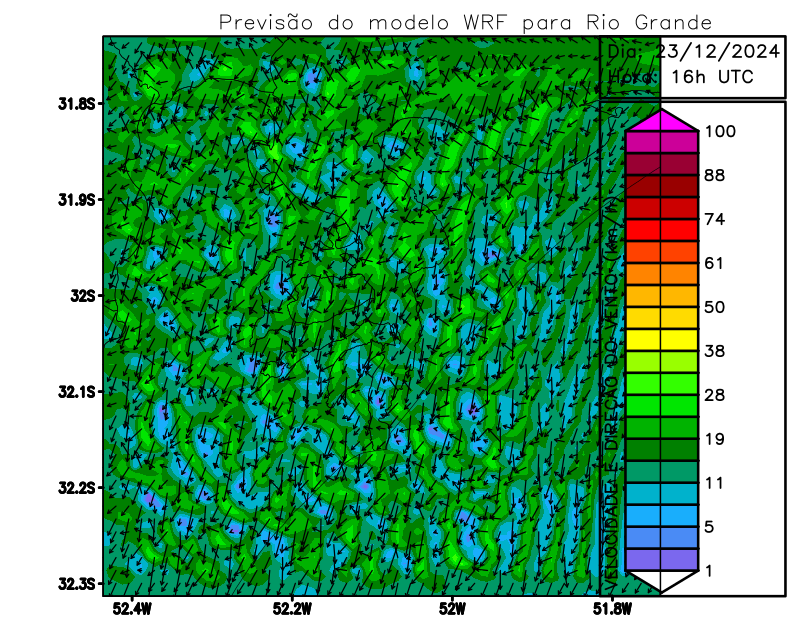 Previsão do modelo WRF para Rio Grande
Dia: 23/12/2024
Hora: 16h UTC
31.8S
31.9S
32S
32.1S
32.2S
32.3S
52.4W
52.2W
52W
51.8W
VELOCIDADE E DIREÇÃO DO VENTO (km/h)
100
88
74
61
50
38
28
19
11
5
1